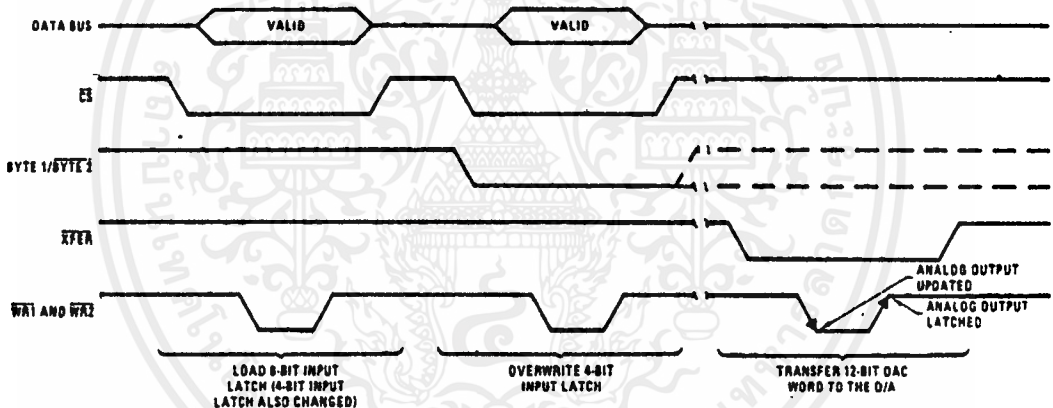 DATA BUS
VALID
VALID
CS
BYTE 1/BYTE 2
XFER
ANALOG OUTPUT
UPDATED
WR1 AND WR2
ANALOG OUTPUT
LATCHED
LOAD 8-BIT INPUT
LATCH (4-BIT INPUT
LATCH ALSO CHANGED)
OVERWRITE 4-BIT
INPUT LATCH
TRANSFER 12-BIT DAC
WORD TO THE D/A